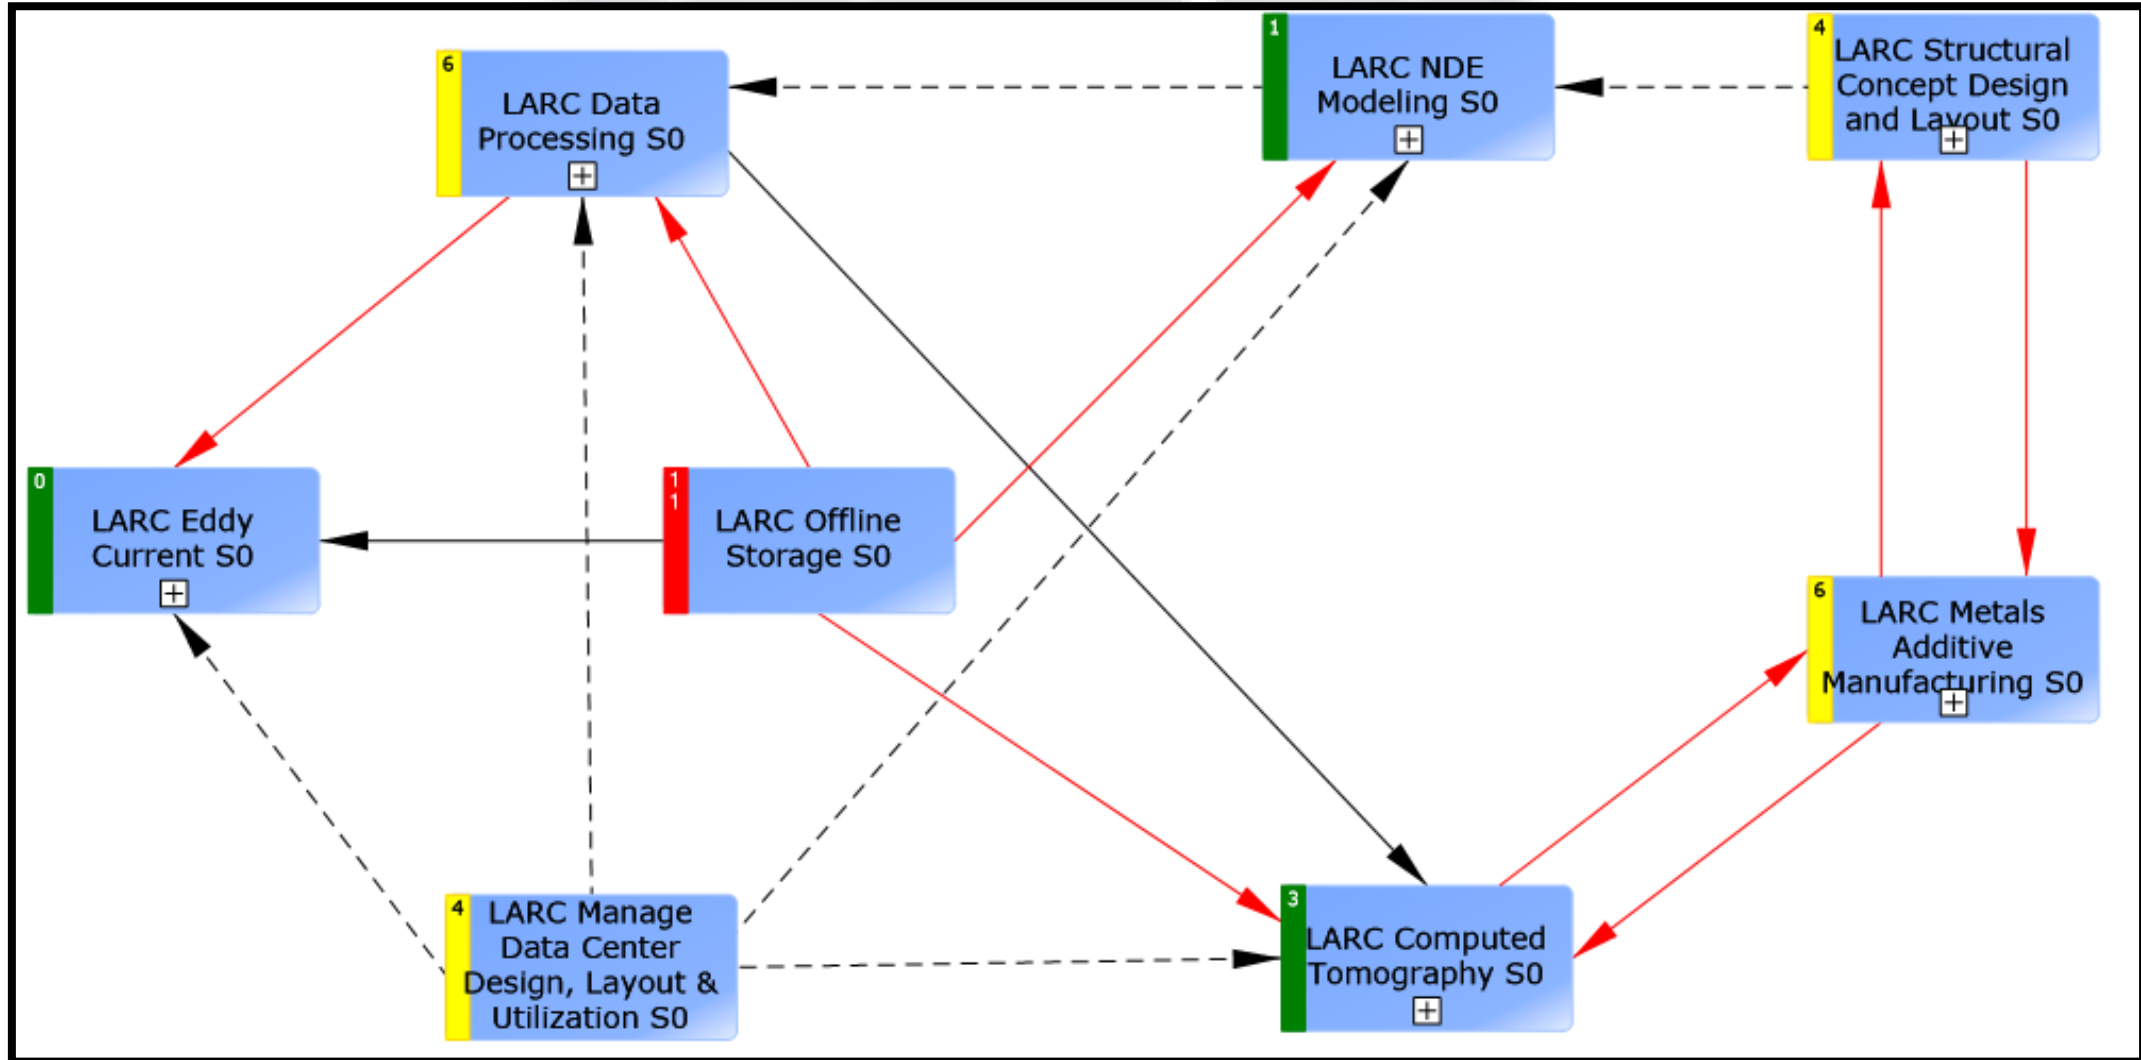 6
LARC Data
Processing S0
1
LARC NDE
Modeling S0
4
LARC Structural
Concept Design
and Layout S0
0
LARC Eddy
Current S0
1
1
LARC Offline
Storage S0
6
LARC Metals
Additive
Manufacturing S0
4
LARC Manage
Data Center
Design, Layout &
Utilization S0
3
LARC Computed
Tomography S0